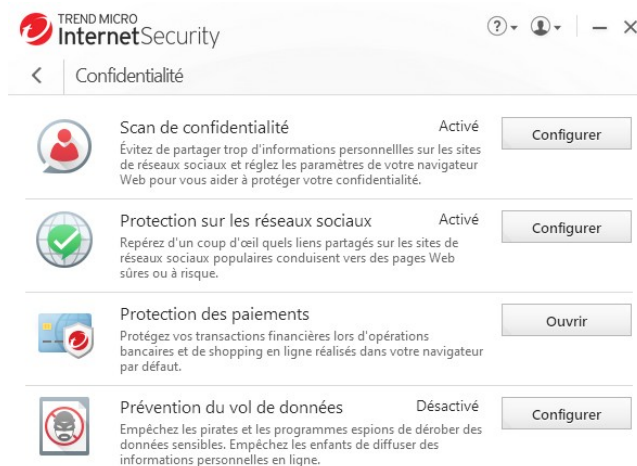 TREND MICRO
InternetSecurity
Confidentialité
Scan de confidentialité
Activé
Configurer
Évitez de partager trop d'informations personnellles sur les sites
de réseaux sociaux et réglez les paramètres de votre navigateur
Web pour vous aider à protéger votre confidentialité.
Protection sur les réseaux sociaux
Activé
Configurer
Repérez d'un coup d'œil quels liens partagés sur les sites de
réseaux sociaux populaires conduisent vers des pages Web
sûres ou à risque.
Protection des paiements
Ouvrir
Protégez vos transactions financières lors d'opérations
bancaires et de shopping en ligne réalisés dans votre navigateur
par défaut.
Prévention du vol de données
Désactivé
Configurer
Empêchez les pirates et les programmes espions de dérober des
données sensibles. Empêchez les enfants de diffuser des
informations personnelles en ligne.